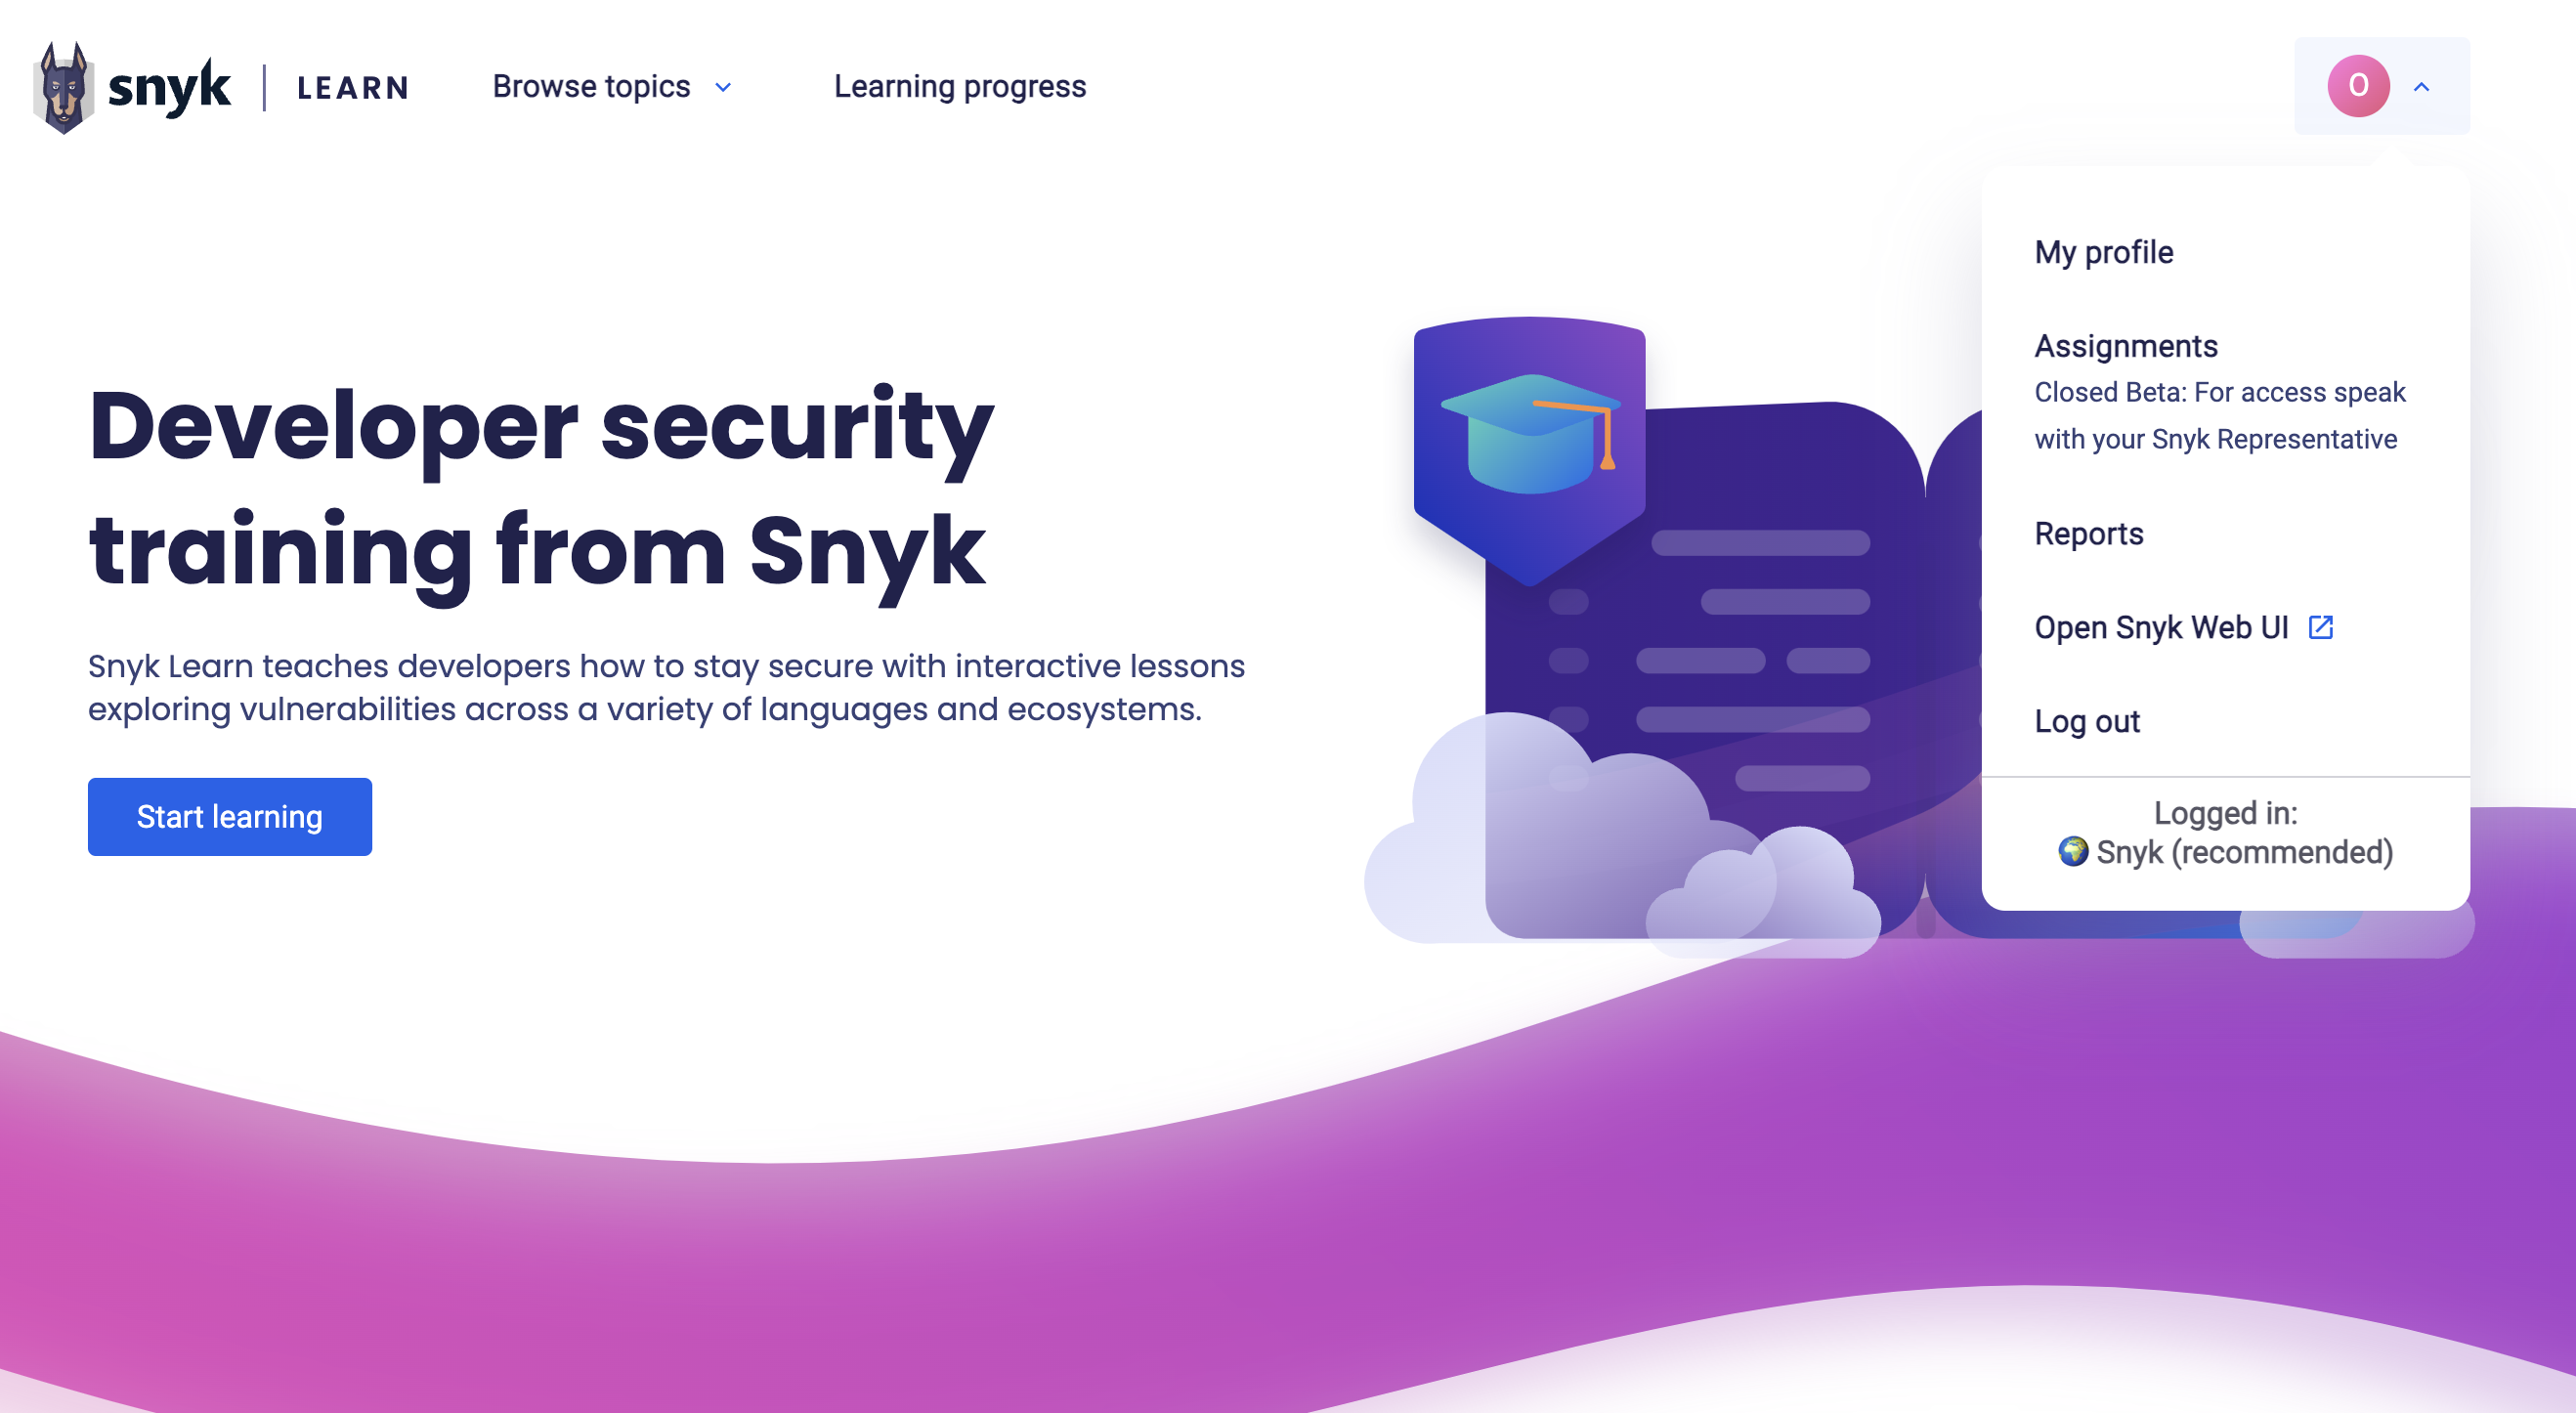 snyk | LEARN
Browse topics
Learning progress
O
My profile
Assignments
Closed Beta: For access speak
with your Snyk Representative
Reports
Open Snyk Web UI
Log out
Logged in:
🌍 Snyk (recommended)
Developer security
training from Snyk
Snyk Learn teaches developers how to stay secure with interactive lessons
exploring vulnerabilities across a variety of languages and ecosystems.
Start learning